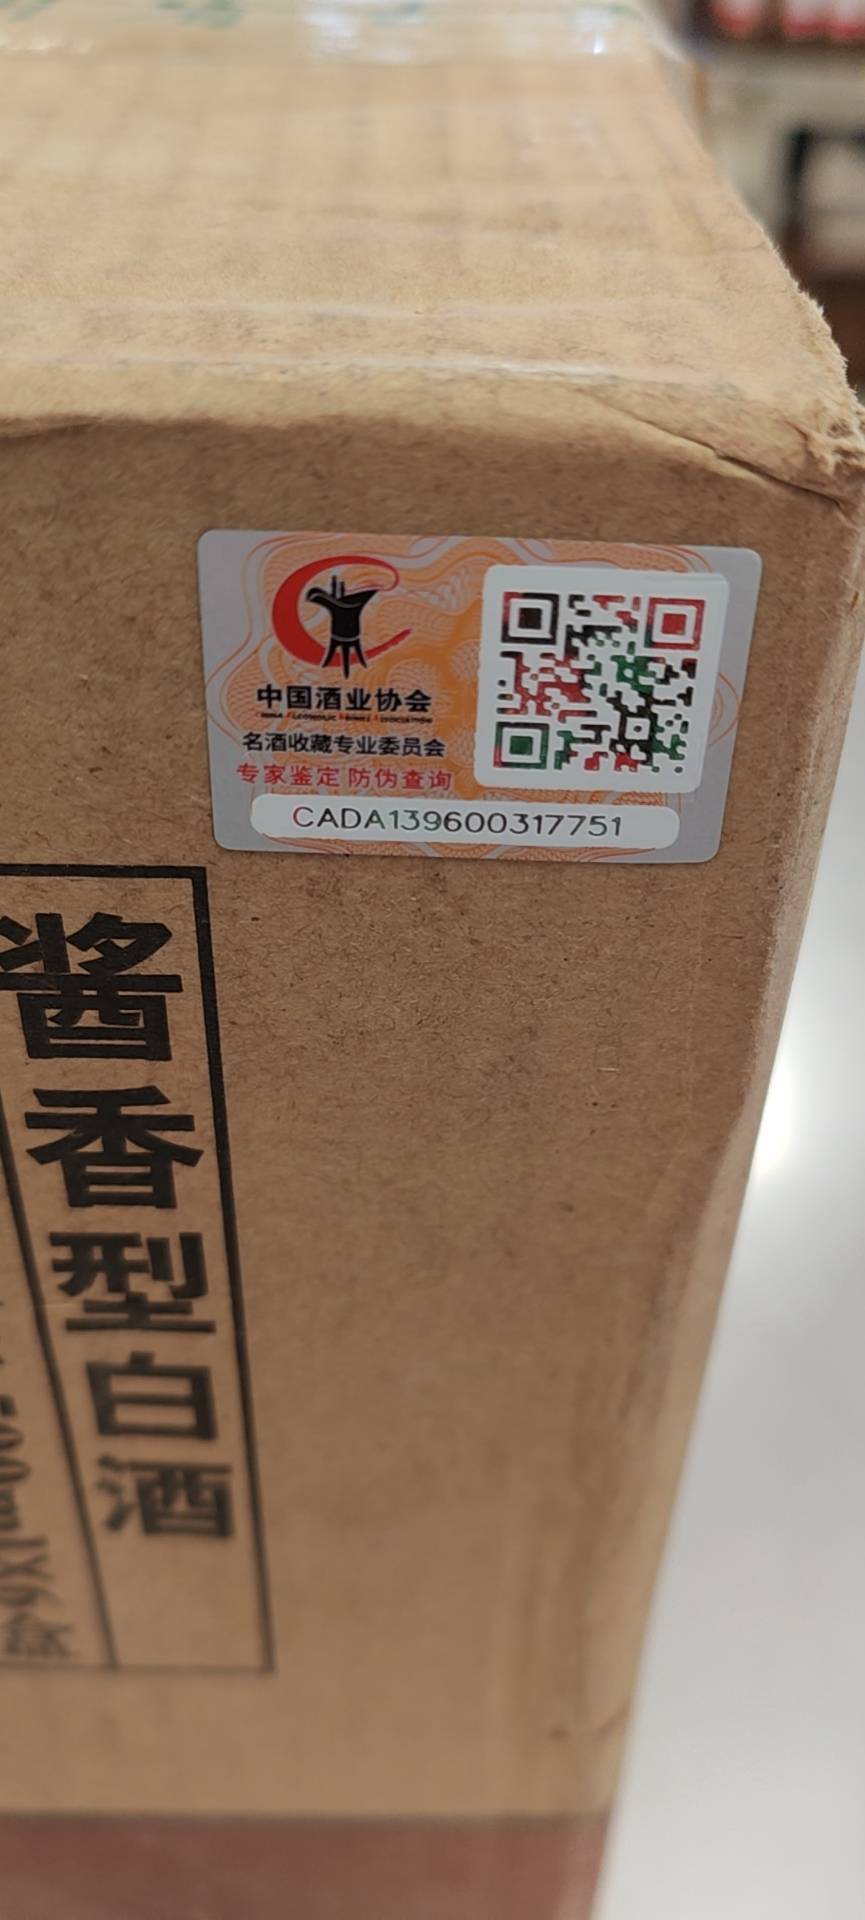 中国酒业协会
名酒收藏专业委员会
专家鉴定 防伪查询
CADA139600317751
酱香型白酒